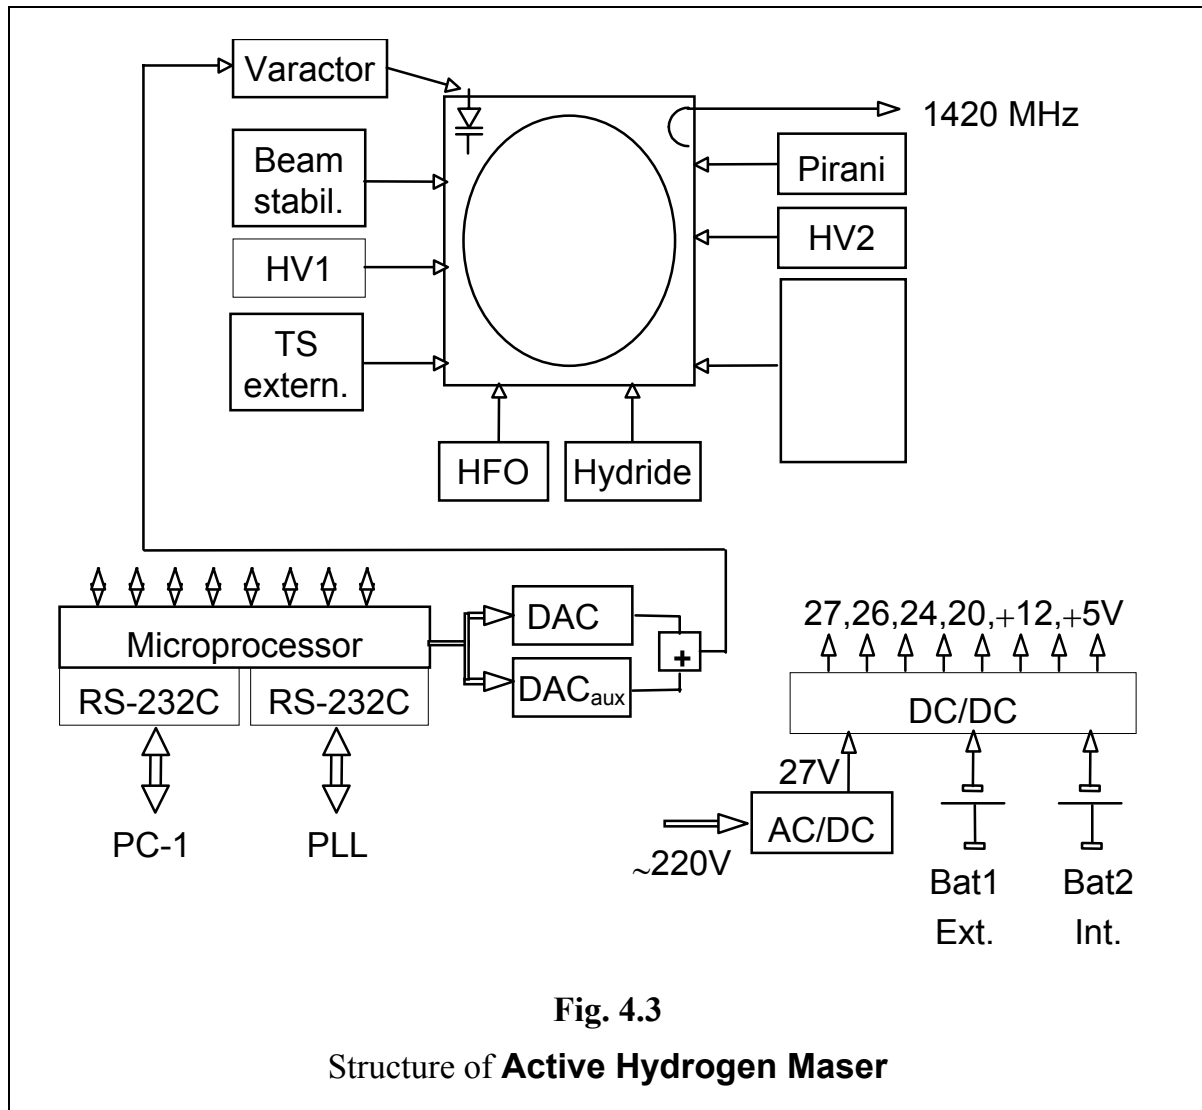 Varactor
1420 MHz
Beam
stabil.
Pirani
HV1
HV2
TS
extern.
HFO
Hydride
Microprocessor
RS-232C
RS-232C
PC-1
PLL
DAC
DACaux
+
27,26,24,20,+12,+5V
DC/DC
27V
AC/DC
~220V
Bat1
Ext.
Bat2
Int.
Fig. 4.3
Structure of Active Hydrogen Maser